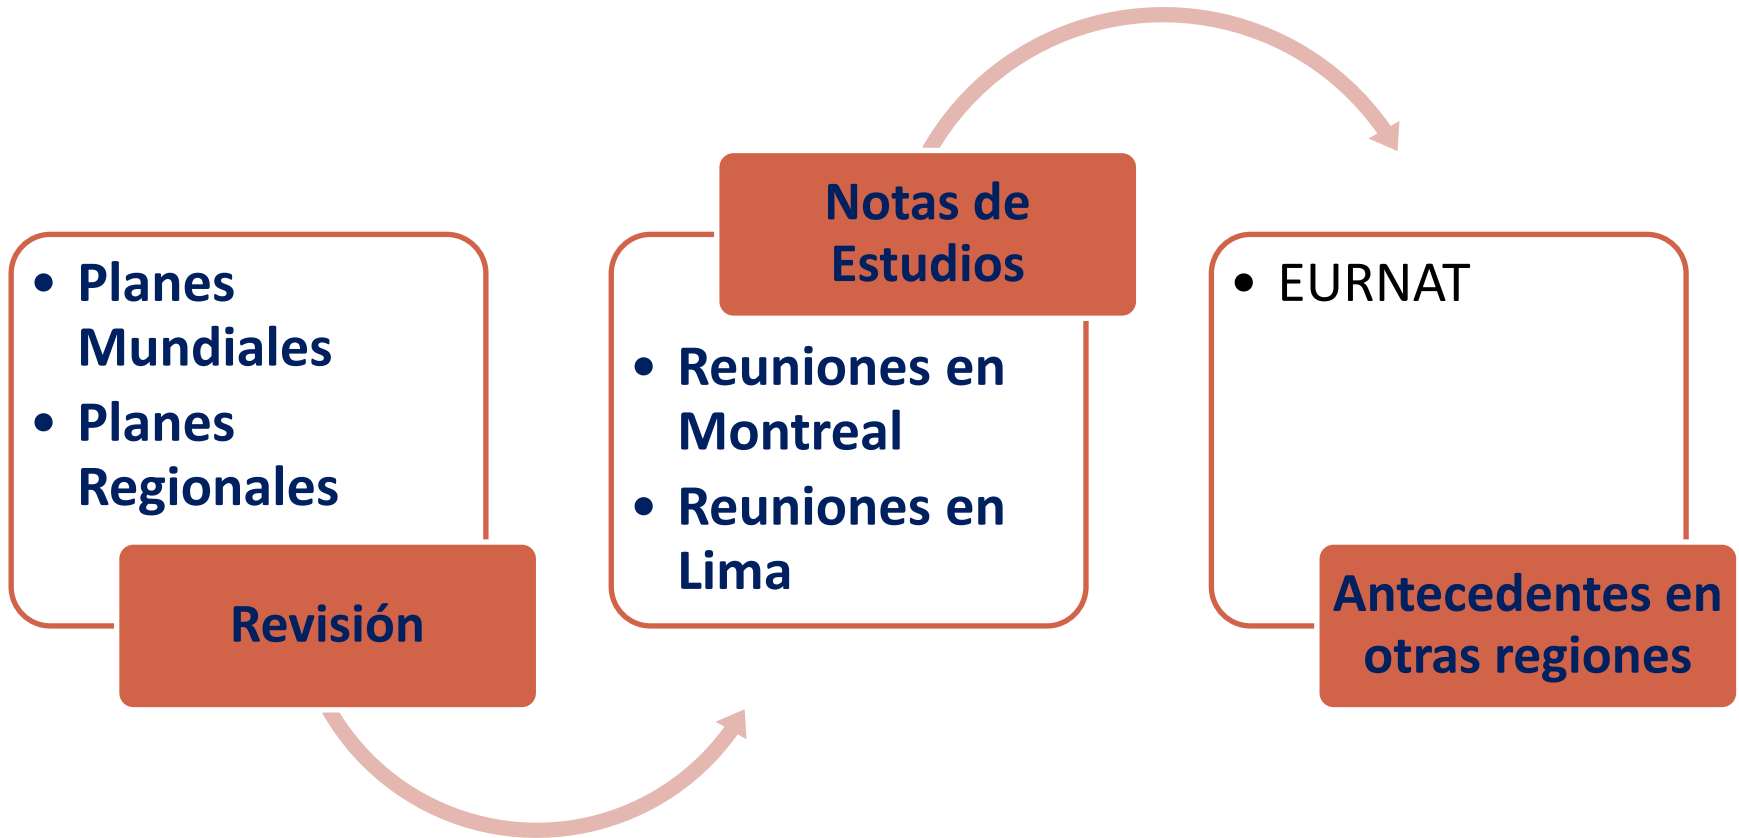 • Planes
Mundiales
• Planes
Regionales
Revisión
Notas de
Estudios
• Reuniones en
Montreal
• Reuniones en
Lima
• EURNAT
Antecedentes en
otras regiones